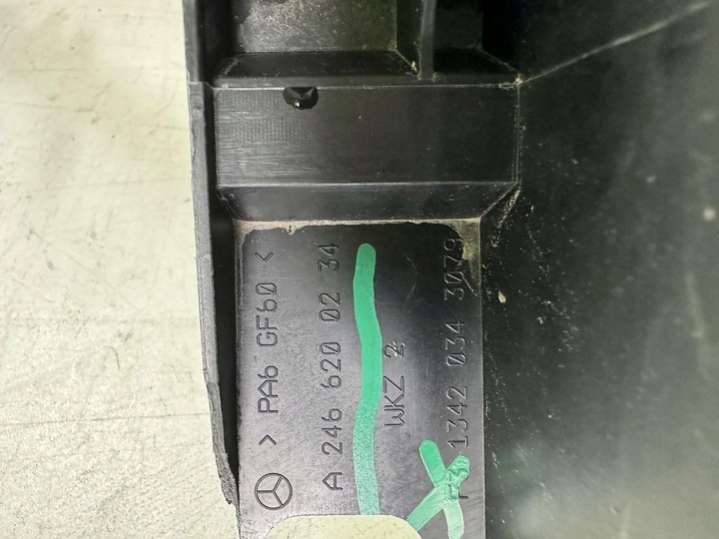 > PA6 GF60 <
A 246 620 02 34
WKZ 2
1342 034 3079